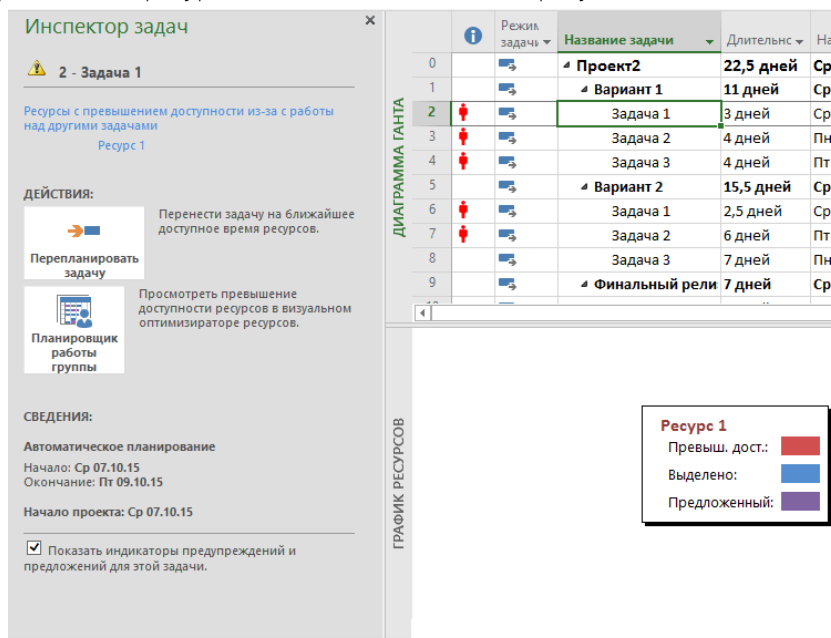 Инспектор задач
2 - Задача 1
Ресурсы с превышением доступности из-за с работы
над другими задачами
Ресурс 1
ДЕЙСТВИЯ:
Перепланировать
задачу
Перенести задачу на ближайшее
доступное время ресурсов.
Планировщик
работы
группы
Просмотреть превышение
доступности ресурсов в визуальном
оптимизираторе ресурсов.
СВЕДЕНИЯ:
Автоматическое планирование
Начало: Ср 07.10.15
Окончание: Пт 09.10.15
Начало проекта: Ср 07.10.15
Показать индикаторы предупреждений и
предложений для этой задачи.
ДИАГРАММА ГАНТА
Режим
задачи Название задачи Длительнс На
0 Проект2 22,5 дней Ср
1 Вариант 1 11 дней Ср
2 Задача 1 3 дней Ср
3 Задача 2 4 дней Пн
4 Задача 3 4 дней Пт
5 Вариант 2 15,5 дней Ср
6 Задача 1 2,5 дней Ср
7 Задача 2 6 дней Пт
8 Задача 3 7 дней Пн
9 Финальный рели 7 дней Ср
ГРАФИК РЕСУРСОВ
Ресурс 1
Превыш. дост.:
Выделено:
Предложенный: